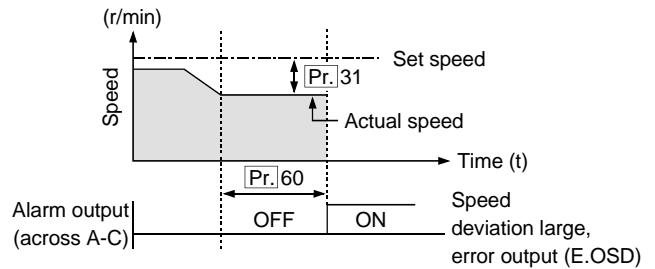 (r/min)
Set speed
Pr. 31
Speed
Actual speed
Time (t)
Pr. 60
Alarm output
(across A-C)
OFF
ON
Speed
deviation large,
error output (E.OSD)